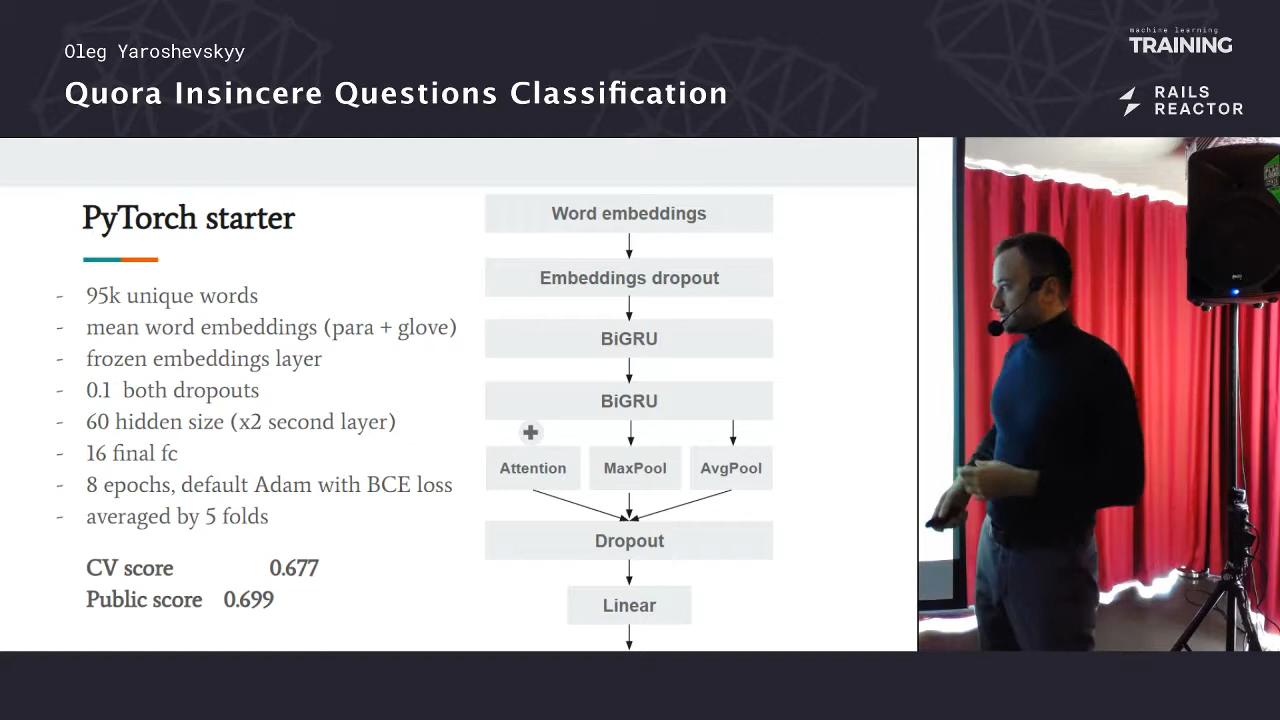 Oleg Yaroshevskyy
Quora Insincere Questions Classification
machine learning
TRAINING
RAILS
REACTOR
PyTorch starter
- 95k unique words
- mean word embeddings (para + glove)
- frozen embeddings layer
- 0.1 both dropouts
- 60 hidden size (x2 second layer)
- 16 final fc
- 8 epochs, default Adam with BCE loss
- averaged by 5 folds
CV score 0.677
Public score 0.699
Word embeddings
Embeddings dropout
BiGRU
BiGRU
Attention MaxPool AvgPool
Dropout
Linear